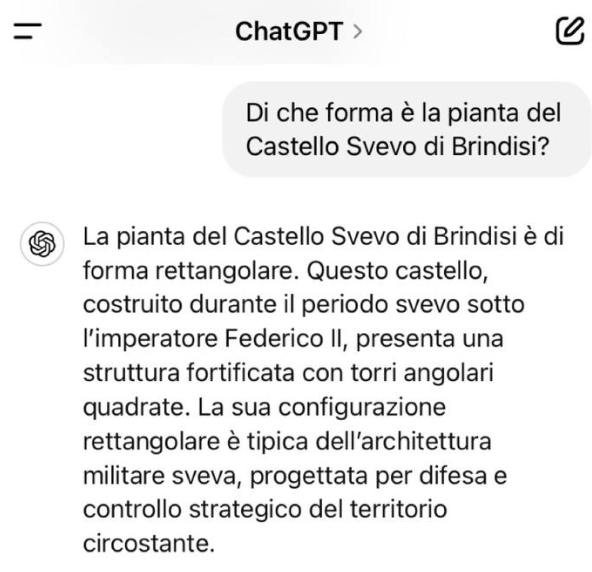 ChatGPT >
Di che forma è la pianta del
Castello Svevo di Brindisi?
La pianta del Castello Svevo di Brindisi è di
forma rettangolare. Questo castello,
costruito durante il periodo svevo sotto
l'imperatore Federico II, presenta una
struttura fortificata con torri angolari
quadrate. La sua configurazione
rettangolare è tipica dell'architettura
militare sveva, progettata per difesa e
controllo strategico del territorio
circostante.